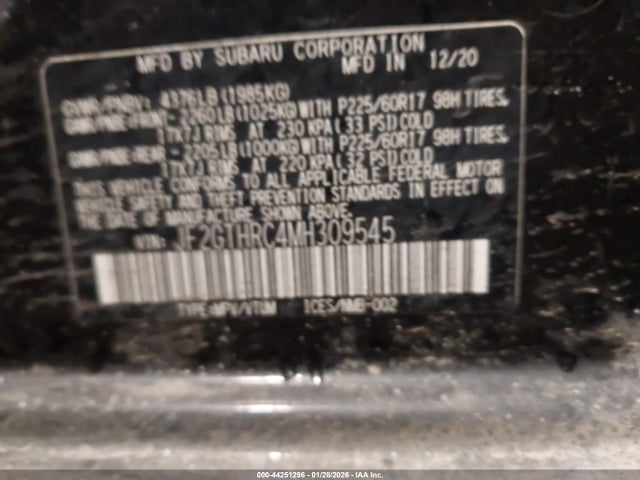 MFD BY SUBARU CORPORATION
MFD IN 12/20
GVWR/PNBV: 4376LB(1985KG)
GAWR/PNBE-FRONT- 2260LB(1025KG)WITH P225/60R17 98H TIRES,
17X7J RIMS AT 230 KPA(33 PSI)COLD
GAWR/PNBE-REAR - 2205LB(1000KG)WITH P225/60R17 98H TIRES,
17X7J RIMS AT 220 KPA(32 PSI)COLD
THIS VEHICLE CONFORMS TO ALL APPLICABLE FEDERAL MOTOR
VEHICLE SAFETY AND THEFT PREVENTION STANDARDS IN EFFECT ON
THE DATE OF MANUFACTURE SHOWN ABOVE.
VIN: JF2GTHRC4MH309545
TYPE:MPV/VTUM ICES/NMB-002
000-44251296 - 01/28/2026 - IAA Inc.